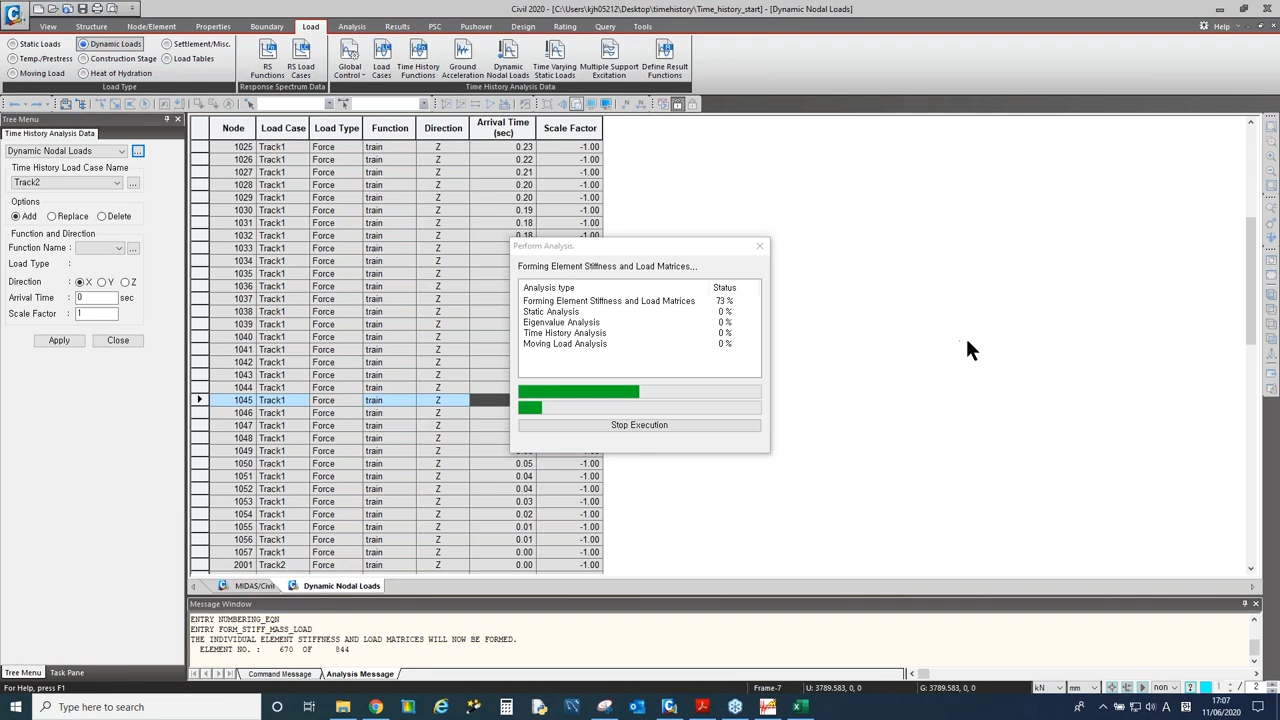 Civil 2020 - [C:\Users\kjh05212\Desktop\timehistory\Time_history_start] - [Dynamic Nodal Loads]
View Structure Node/Element Properties Boundary Load Analysis Results PSC Pushover Design Rating Query Tools Help
Static Loads Dynamic Loads Settlement/Misc.
Temp./Prestress Construction Stage Load Tables
Moving Load Heat of Hydration
Load Type
RS Functions
RS Load Cases
Response Spectrum Data
Global Control
Load Cases
Time History Functions
Ground Acceleration
Dynamic Nodal Loads
Time Varying Static Loads
Multiple Support Excitation
Define Result Functions
Time History Analysis Data
Tree Menu
Time History Analysis Data
Dynamic Nodal Loads ...
Time History Load Case Name
Track2 ...
Options
Add Replace Delete
Function and Direction
Function Name : ...
Load Type
Direction X Y Z
Arrival Time : 0 sec
Scale Factor : 1
Apply Close
Tree Menu Task Pane
Node Load Case Load Type Function Direction Arrival Time (sec) Scale Factor
1025 Track1 Force train Z 0.23 -1.00
1026 Track1 Force train Z 0.22 -1.00
1027 Track1 Force train Z 0.21 -1.00
1028 Track1 Force train Z 0.20 -1.00
1029 Track1 Force train Z 0.20 -1.00
1030 Track1 Force train Z 0.19 -1.00
1031 Track1 Force train Z 0.18 -1.00
1032 Track1 Force train Z 0.18 -1.00
1033 Track1 Force train Z
1034 Track1 Force train Z
1035 Track1 Force train Z
1036 Track1 Force train Z
1037 Track1 Force train Z
1038 Track1 Force train Z
1039 Track1 Force train Z
1040 Track1 Force train Z
1041 Track1 Force train Z
1042 Track1 Force train Z
1043 Track1 Force train Z
1044 Track1 Force train Z
1045 Track1 Force train Z
1046 Track1 Force train Z
1047 Track1 Force train Z
1048 Track1 Force train Z
1049 Track1 Force train Z
1050 Track1 Force train Z 0.05 -1.00
1051 Track1 Force train Z 0.04 -1.00
1052 Track1 Force train Z 0.04 -1.00
1053 Track1 Force train Z 0.03 -1.00
1054 Track1 Force train Z 0.02 -1.00
1055 Track1 Force train Z 0.01 -1.00
1056 Track1 Force train Z 0.01 -1.00
1057 Track1 Force train Z 0.00 -1.00
2001 Track2 Force train Z 0.00 -1.00
Perform Analysis.
Forming Element Stiffness and Load Matrices...
Analysis type Status
Forming Element Stiffness and Load Matrices 73 %
Static Analysis 0 %
Eigenvalue Analysis 0 %
Time History Analysis 0 %
Moving Load Analysis 0 %
Stop Execution
MIDAS/Civil Dynamic Nodal Loads
Message Window
ENTRY NUMBERING_EQN
ENTRY FORM_STIFF_MASS_LOAD
THE INDIVIDUAL ELEMENT STIFFNESS AND LOAD MATRICES WILL NOW BE FORMED.
ELEMENT NO. : 670 OF 844
Command Message Analysis Message
For Help, press F1
Frame-7 U: 3789.583, 0, 0 G: 3789.583, 0, 0 kN mm non ? 1 / 2
Type here to search
17:07
11/06/2020